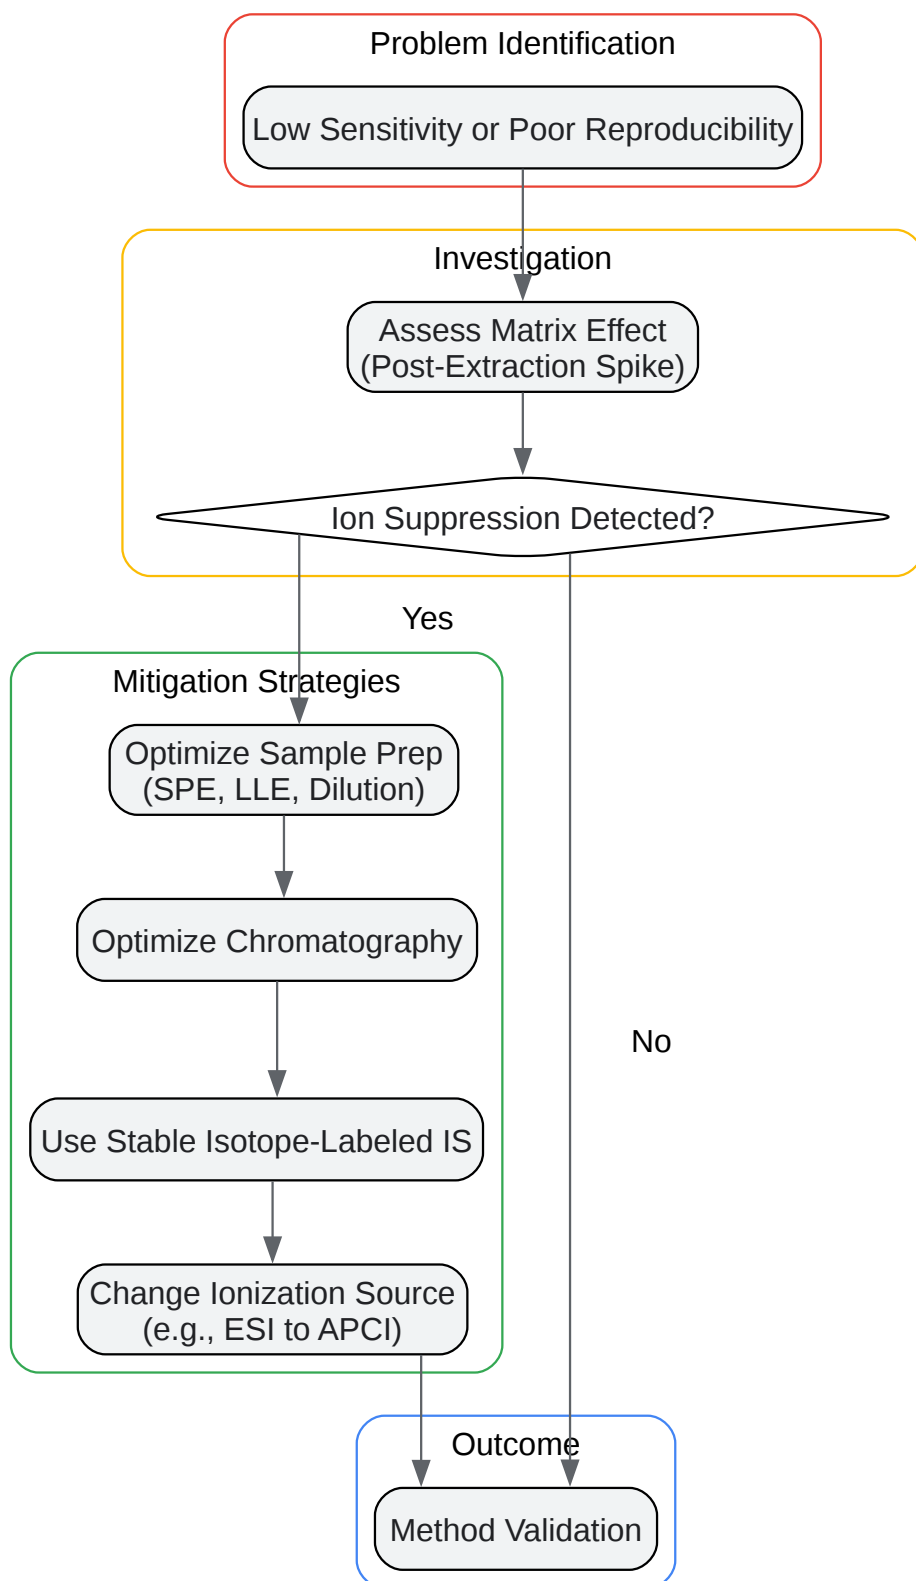 Problem Identification
Low Sensitivity or Poor Reproducibility
Investigation
Assess Matrix Effect
(Post-Extraction Spike)
Ion Suppression Detected?
Yes
Mitigation Strategies
Optimize Sample Prep
(SPE, LLE, Dilution)
Optimize Chromatography
No
Use Stable Isotope-Labeled IS
Change Ionization Source
(e.g., ESI to APCI)
Outcome
Method Validation